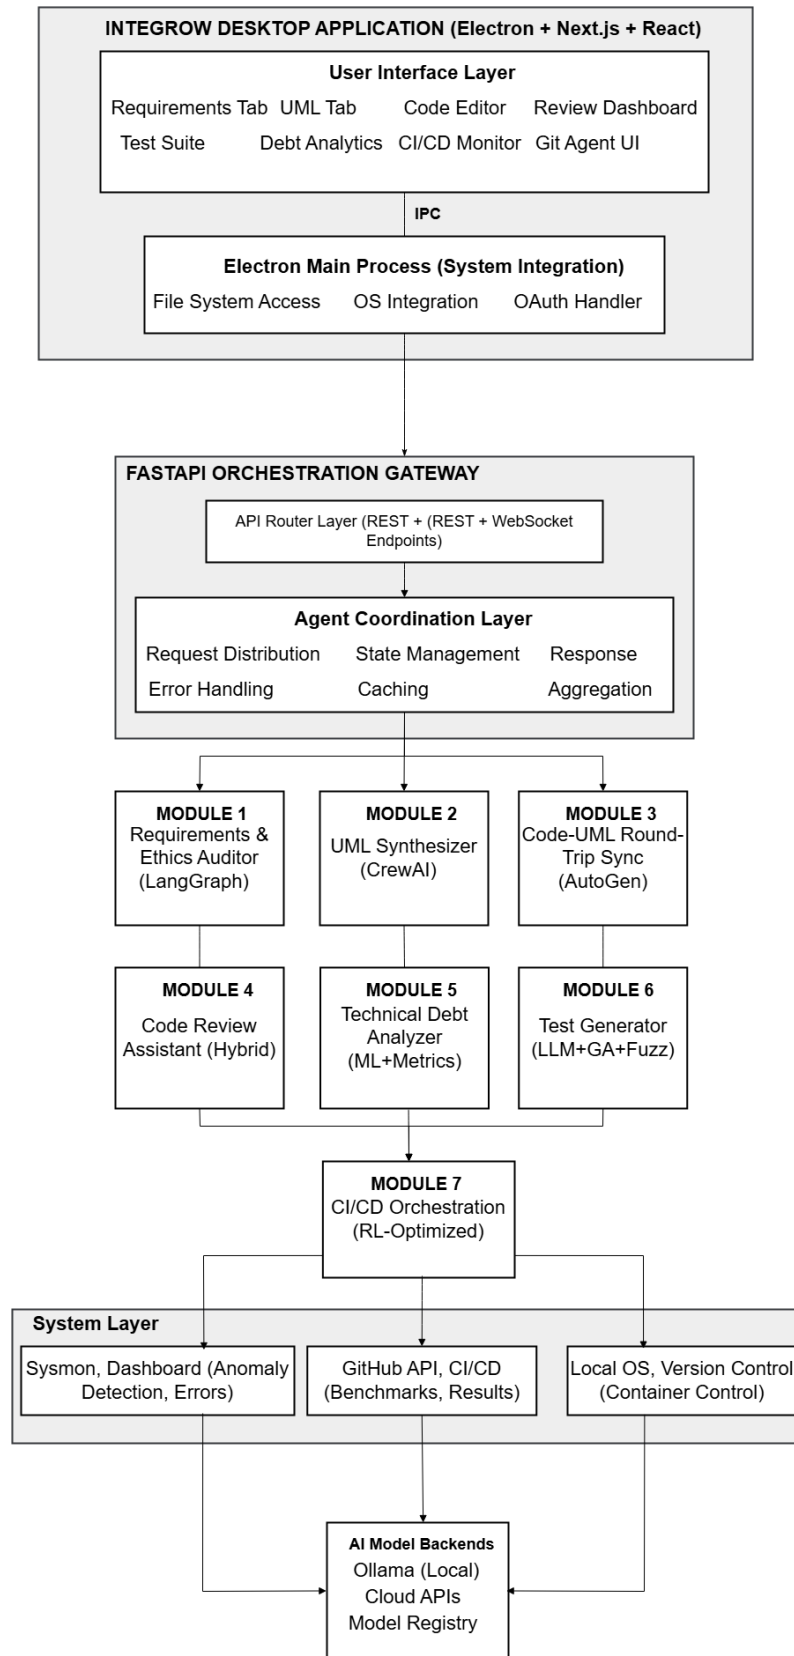 INTEGROW DESKTOP APPLICATION (Electron + Next.js + React)
User Interface Layer
Requirements Tab UML Tab Code Editor Review Dashboard
Test Suite Debt Analytics CI/CD Monitor Git Agent UI
IPC
Electron Main Process (System Integration)
File System Access OS Integration OAuth Handler
FASTAPI ORCHESTRATION GATEWAY
API Router Layer (REST + (REST + WebSocket
Endpoints)
Agent Coordination Layer
Request Distribution State Management Response
Error Handling Caching Aggregation
MODULE 1
Requirements &
Ethics Auditor
(LangGraph)
MODULE 2
UML Synthesizer
(CrewAI)
MODULE 3
Code-UML Round-
Trip Sync
(AutoGen)
MODULE 4
Code Review
Assistant (Hybrid)
MODULE 5
Technical Debt
Analyzer
(ML+Metrics)
MODULE 6
Test Generator
(LLM+GA+Fuzz)
MODULE 7
CI/CD Orchestration
(RL-Optimized)
System Layer
Sysmon, Dashboard (Anomaly
Detection, Errors)
GitHub API, CI/CD
(Benchmarks, Results)
Local OS, Version Control
(Container Control)
AI Model Backends
Ollama (Local)
Cloud APIs
Model Registry